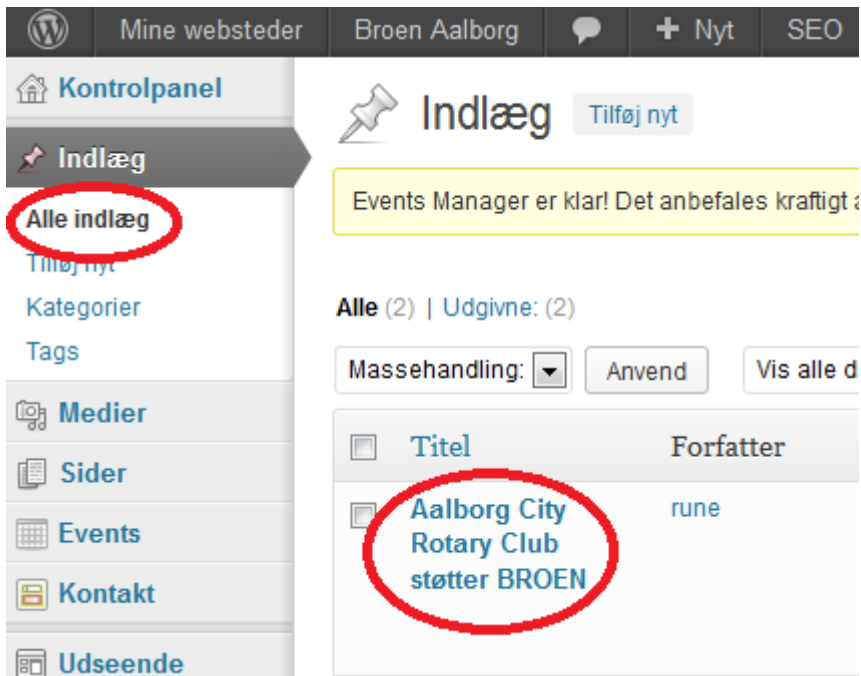 Mine websteder Broen Aalborg Nyt SEO
Kontrolpanel
Indlæg
Alle indlæg
Tilføj nyt
Kategorier
Tags
Medier
Sider
Events
Kontakt
Udseende
Indlæg Tilføj nyt
Events Manager er klar! Det anbefales kraftigt
Alle (2) | Udgivne: (2)
Massehandling: Anvend Vis alle d
Titel Forfatter
Aalborg City rune
Rotary Club
støtter BROEN